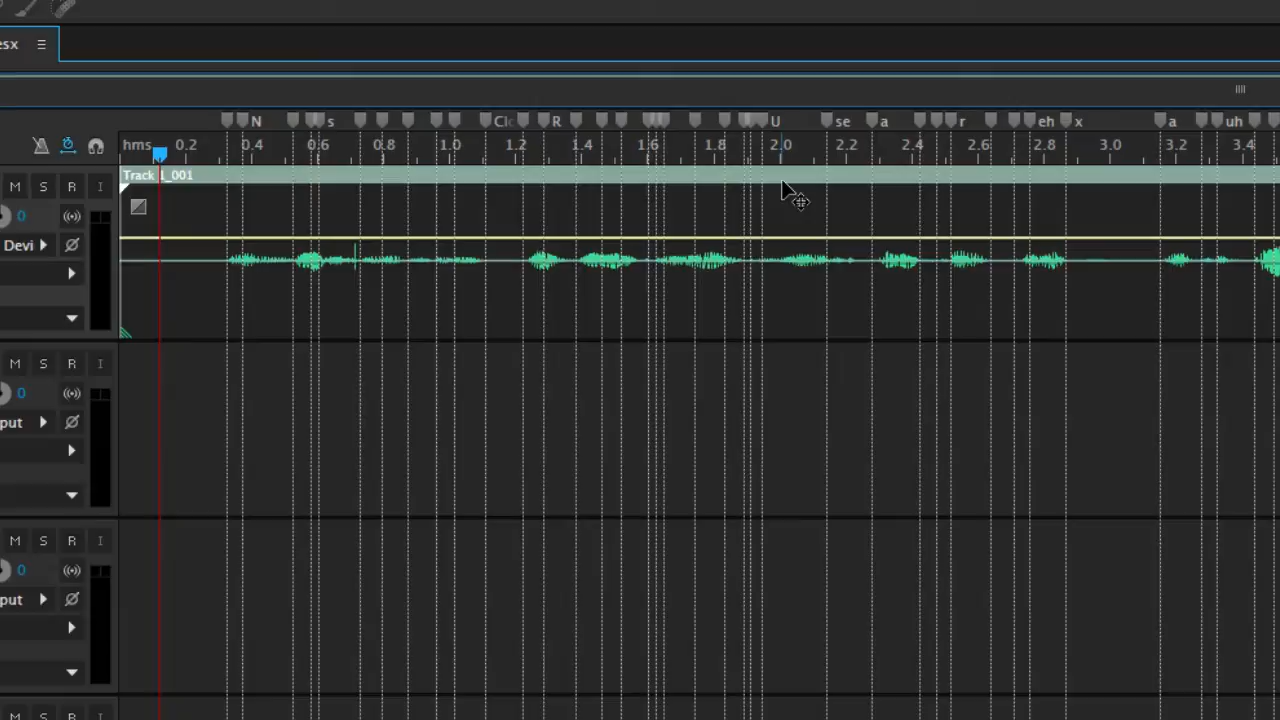 esx
N s Clo R U se a r eh x a uh
hms 0.2 0.4 0.6 0.8 1.0 1.2 1.4 1.6 1.8 2.0 2.2 2.4 2.6 2.8 3.0 3.2 3.4
Track 1_001
M S R I
0
Devi
M S R I
0
put
M S R I
0
put
M S R I